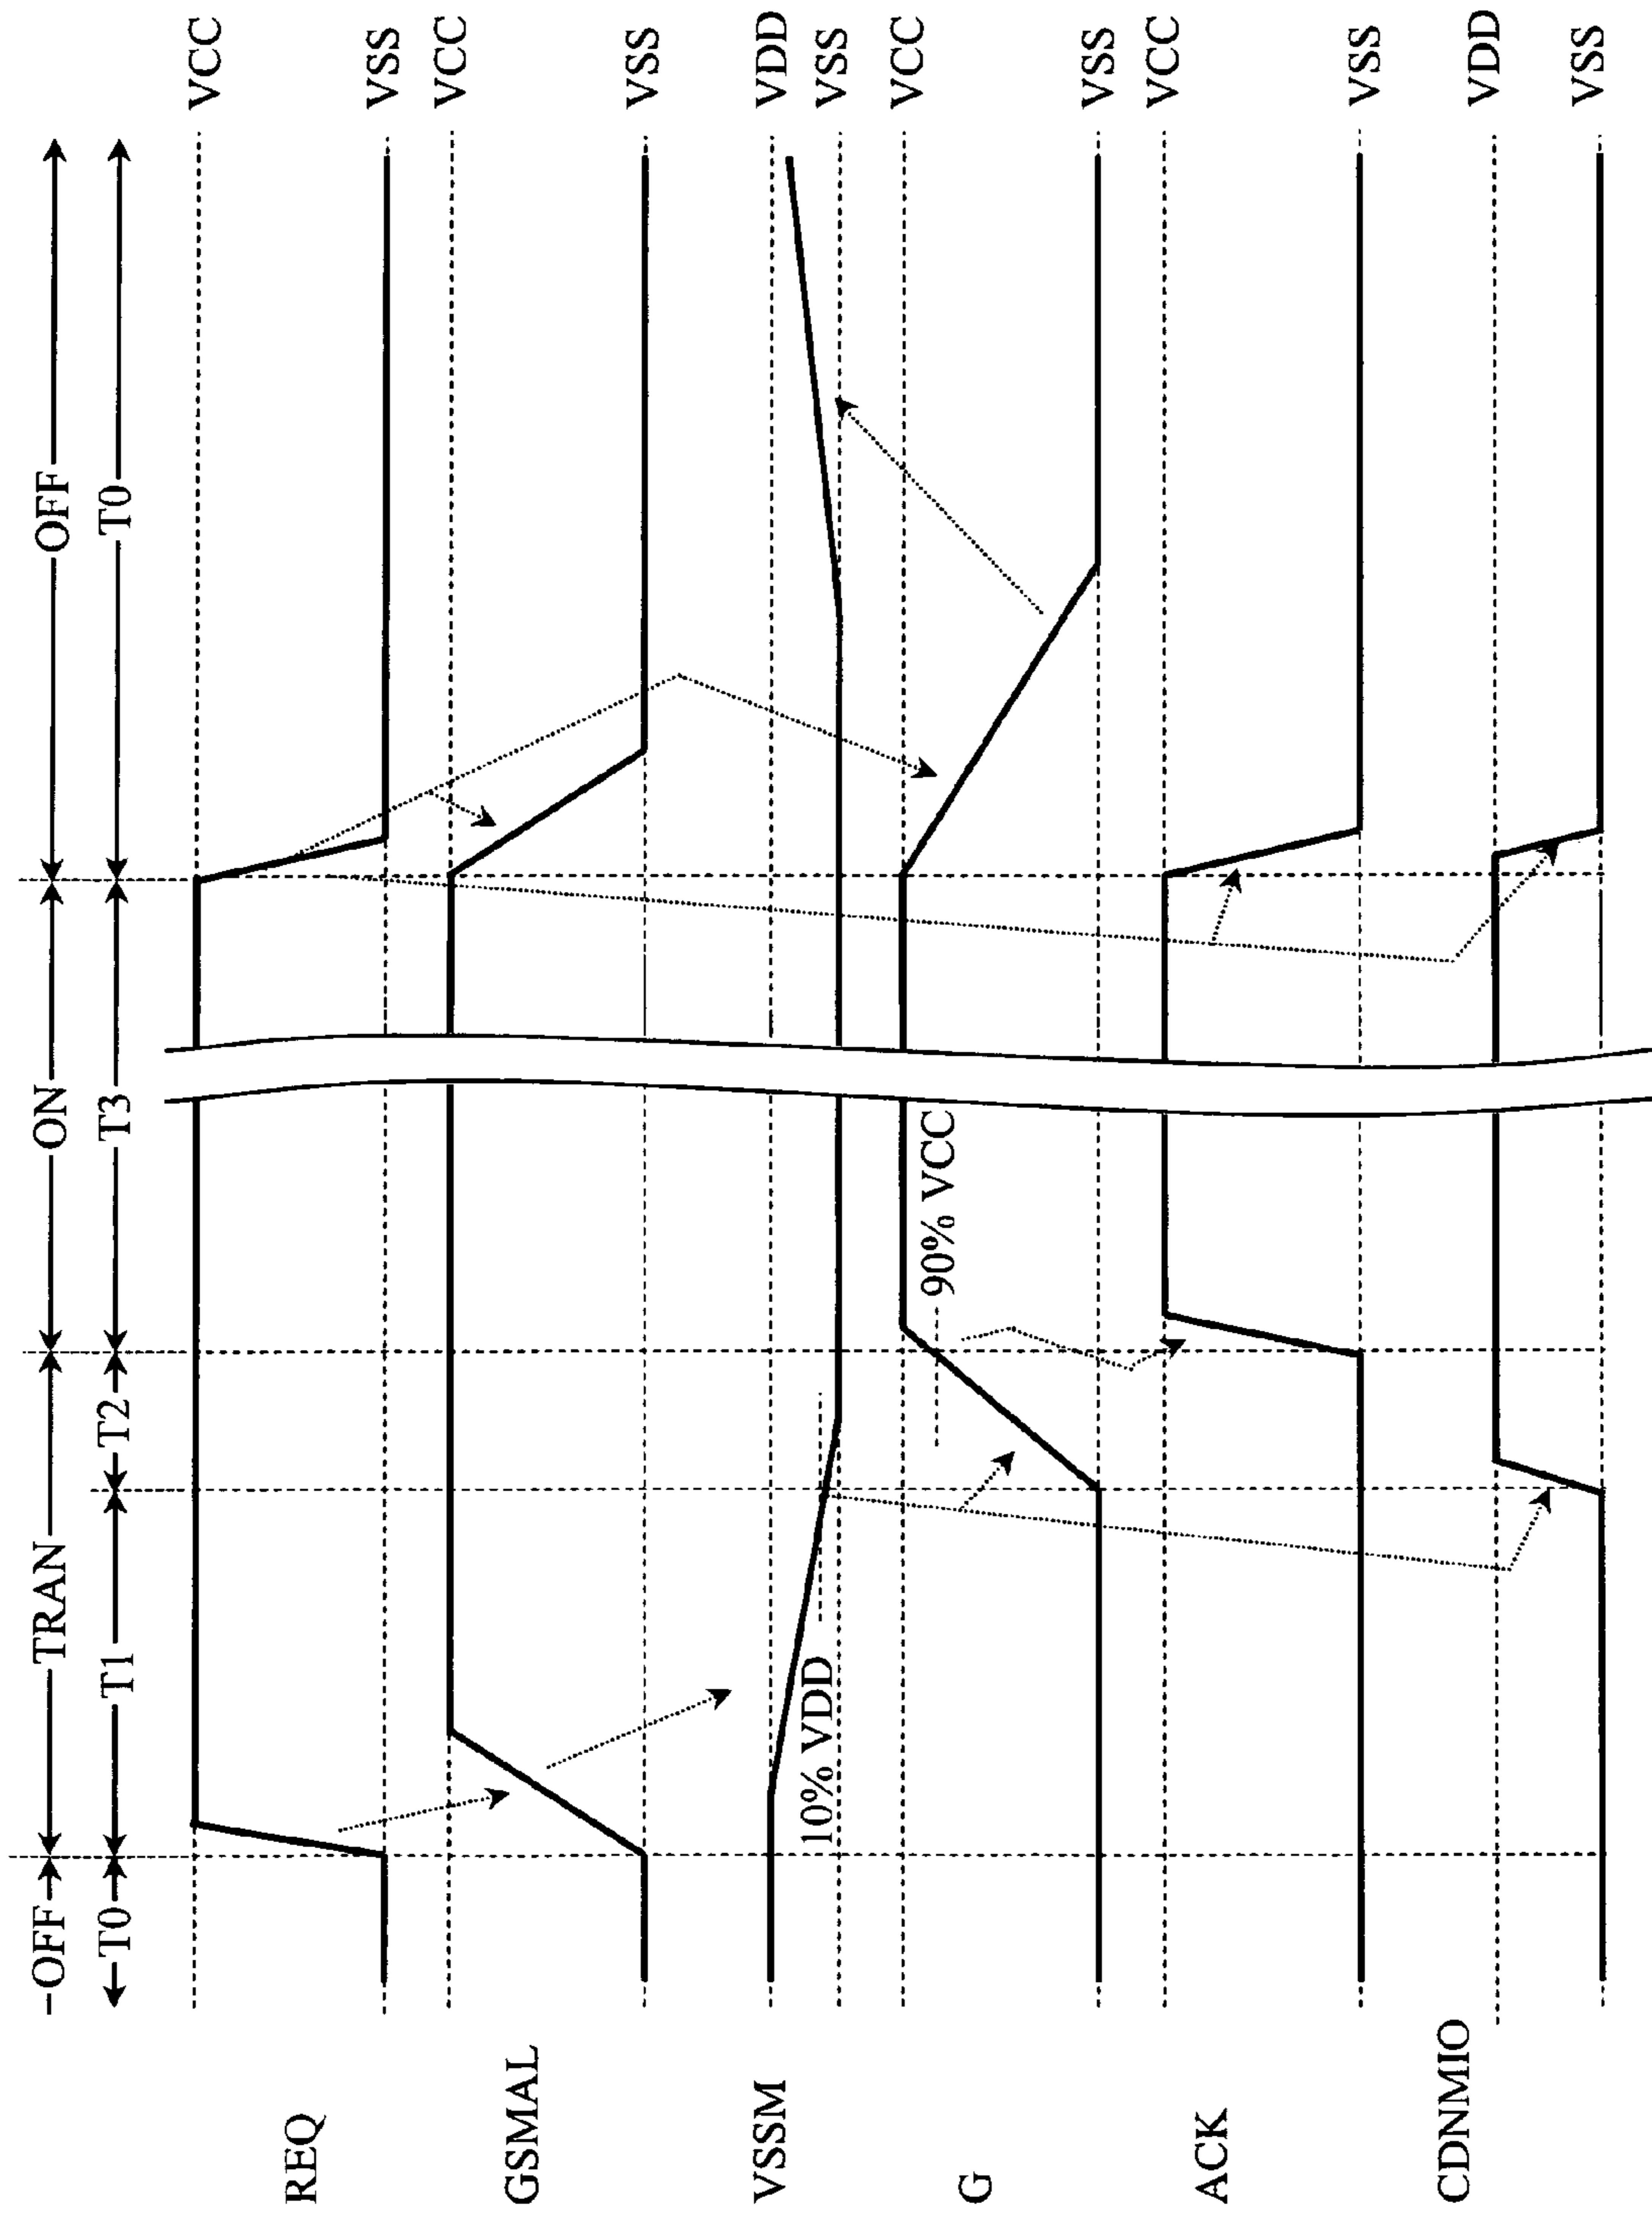 OFF TRAN ON OFF
T0 T1 T2 T3 T0
REQ VCC
VSS
GSMAL VCC
VSS
VSSM VDD
10% VDD
VSS
G VCC
90% VCC
VSS
ACK VCC
VSS
CDNMIO VDD
VSS